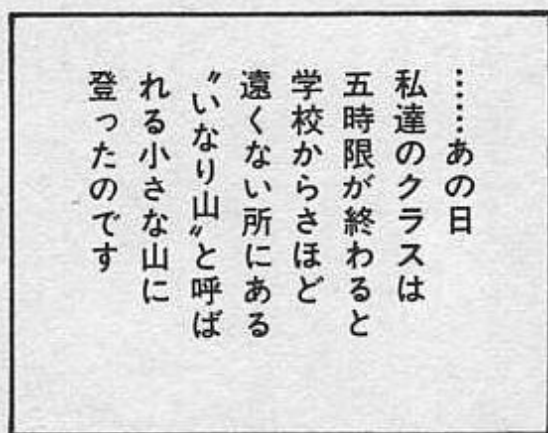 ……あの日
私達のクラスは
五時限が終わると
学校からさほど
遠くない所にある
〝いなり山〟と呼ば
れる小さな山に
登ったのです